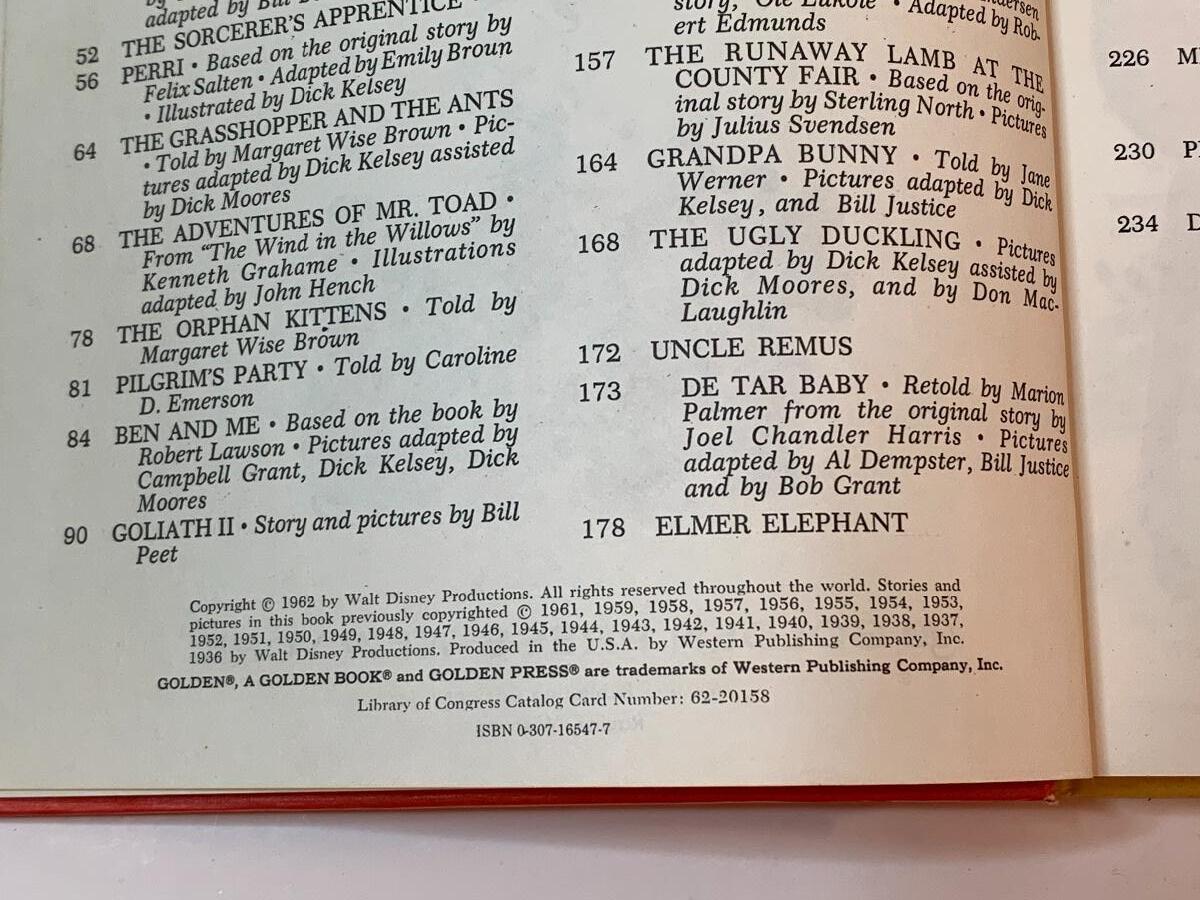 adapted by Bill
52 THE SORCERER'S APPRENTICE
56 PERRI • Based on the original story by
Felix Salten • Adapted by Emily Broun
• Illustrated by Dick Kelsey
64 THE GRASSHOPPER AND THE ANTS
• Told by Margaret Wise Brown • Pic-
tures adapted by Dick Kelsey assisted
by Dick Moores
68 THE ADVENTURES OF MR. TOAD •
From "The Wind in the Willows" by
Kenneth Grahame • Illustrations
adapted by John Hench
78 THE ORPHAN KITTENS • Told by
Margaret Wise Brown
81 PILGRIM'S PARTY • Told by Caroline
D. Emerson
84 BEN AND ME • Based on the book by
Robert Lawson • Pictures adapted by
Campbell Grant, Dick Kelsey, Dick
Moores
90 GOLIATH II • Story and pictures by Bill
Peet
story, • Adapted by Rob-
ert Edmunds
157 THE RUNAWAY LAMB AT THE
COUNTY FAIR • Based on the orig-
inal story by Sterling North • Pictures
by Julius Svendsen
164 GRANDPA BUNNY • Told by Jane
Werner • Pictures adapted by Dick
Kelsey, and Bill Justice
168 THE UGLY DUCKLING • Pictures
adapted by Dick Kelsey assisted by
Dick Moores, and by Don Mac-
Laughlin
172 UNCLE REMUS
173 DE TAR BABY • Retold by Marion
Palmer from the original story by
Joel Chandler Harris • Pictures
adapted by Al Dempster, Bill Justice
and by Bob Grant
178 ELMER ELEPHANT
Copyright © 1962 by Walt Disney Productions. All rights reserved throughout the world. Stories and
pictures in this book previously copyrighted © 1961, 1959, 1958, 1957, 1956, 1955, 1954, 1953,
1952, 1951, 1950, 1949, 1948, 1947, 1946, 1945, 1944, 1943, 1942, 1941, 1940, 1939, 1938, 1937,
1936 by Walt Disney Productions. Produced in the U.S.A. by Western Publishing Company, Inc.
GOLDEN®, A GOLDEN BOOK® and GOLDEN PRESS® are trademarks of Western Publishing Company, Inc.
Library of Congress Catalog Card Number: 62-20158
ISBN 0-307-16547-7
226
230
234